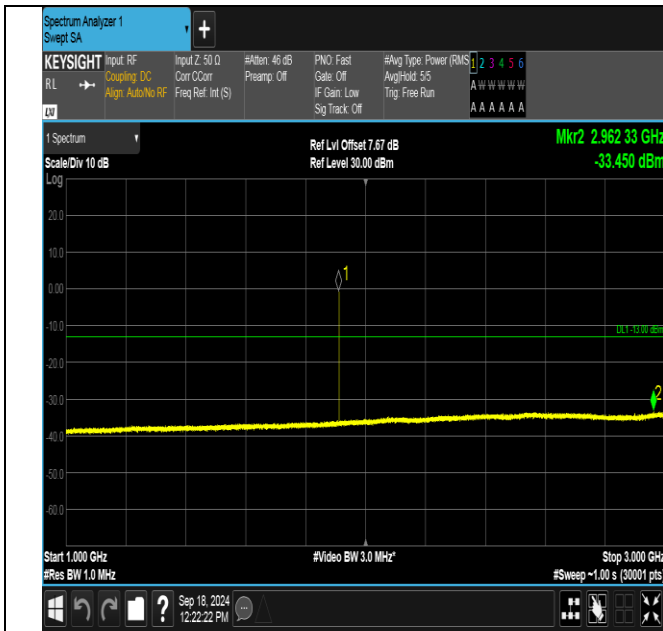 Spectrum Analyzer 1
Swept SA
+
KEYSIGHT Input: RF Input Z: 50 Ω #Atten: 46 dB PNO: Fast #Avg Type: Power (RMS 1 2 3 4 5 6
RL Coupling: DC Corr CCorr Preamp: Off Gate: Off Avg|Hold: 5/5 A W W W W W
Align: Auto/No RF Freq Ref: Int (S) IF Gain: Low Trig: Free Run
LXI Sig Track: Off A A A A A A
1 Spectrum Ref Lvl Offset 7.67 dB Mkr2 2.962 33 GHz
Scale/Div 10 dB Ref Level 30.00 dBm -33.450 dBm
Log
20.0
10.0
1
0.00
-10.0
DL1 -13.00 dBm
-20.0
-30.0
2
-40.0
-50.0
-60.0
Start 1.000 GHz #Video BW 3.0 MHz* Stop 3.000 GHz
#Res BW 1.0 MHz #Sweep ~1.00 s (30001 pts)
? Sep 18, 2024
12:22:22 PM